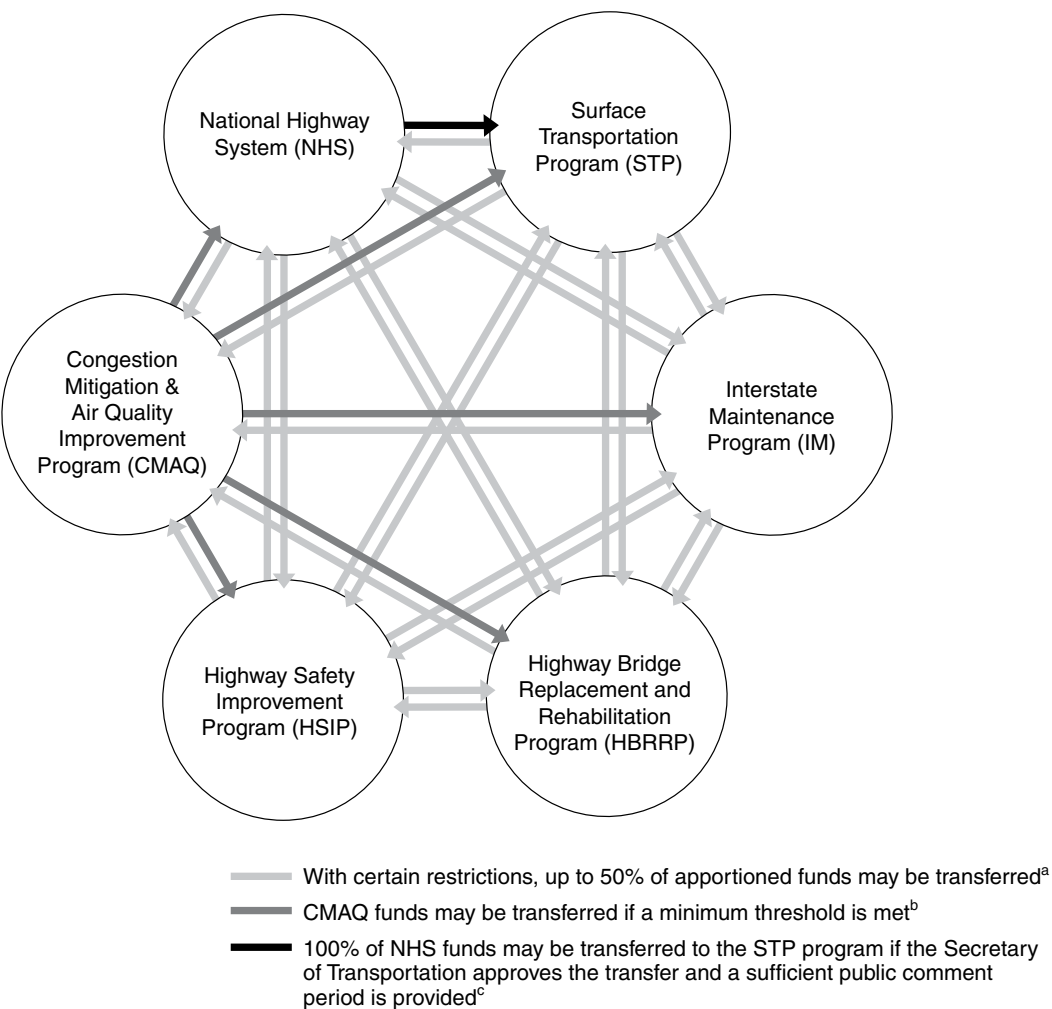 National Highway
System (NHS)
Surface
Transportation
Program (STP)
Congestion
Mitigation &
Air Quality
Improvement
Program (CMAQ)
Interstate
Maintenance
Program (IM)
Highway Safety
Improvement
Program (HSIP)
Highway Bridge
Replacement and
Rehabilitation
Program (HBRRP)
With certain restrictions, up to 50% of apportioned funds may be transferredᵃ
CMAQ funds may be transferred if a minimum threshold is metᵇ
100% of NHS funds may be transferred to the STP program if the Secretary
of Transportation approves the transfer and a sufficient public comment
period is providedᶜ